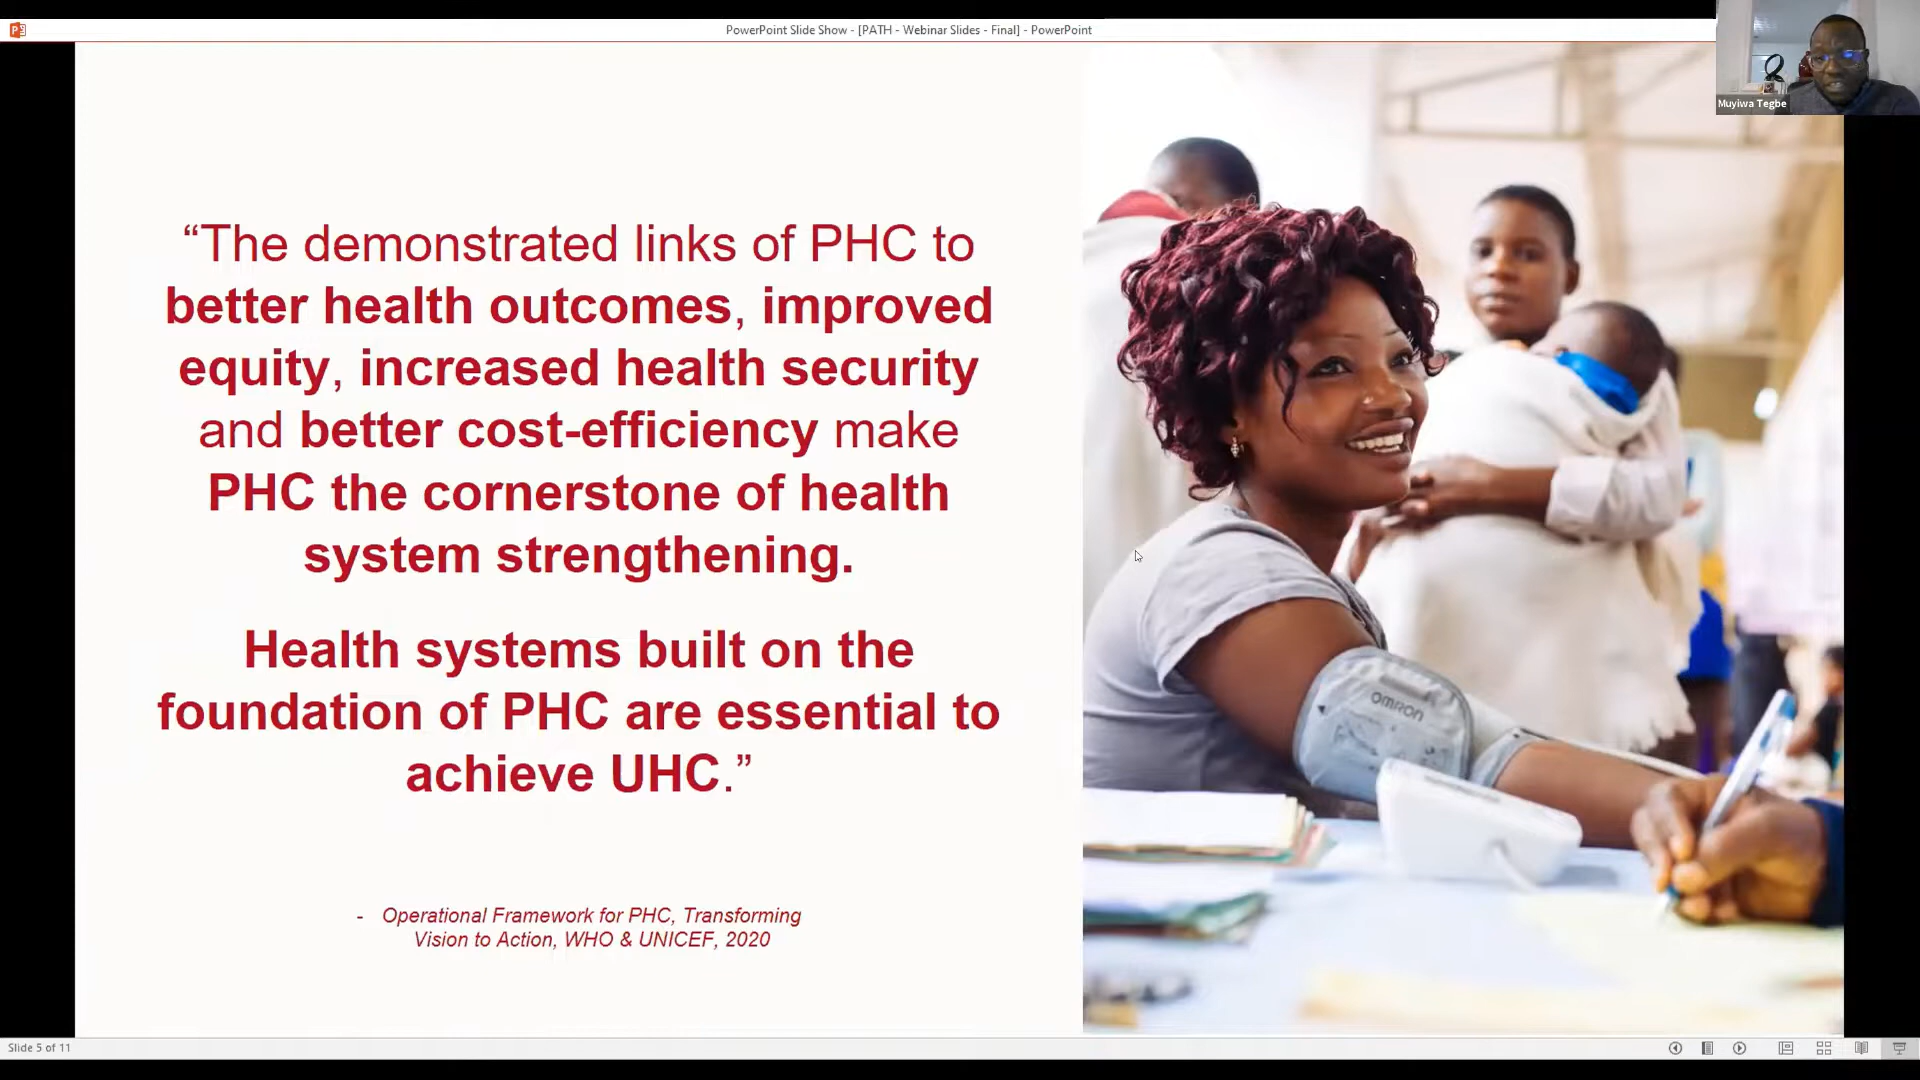 PowerPoint Slide Show - [PATH - Webinar Slides - Final] - PowerPoint
Muyiwa Tegbe
“The demonstrated links of PHC to
better health outcomes, improved
equity, increased health security
and better cost-efficiency make
PHC the cornerstone of health
system strengthening.
Health systems built on the
foundation of PHC are essential to
achieve UHC.”
- Operational Framework for PHC, Transforming
Vision to Action, WHO & UNICEF, 2020
OMRON
Slide 5 of 11